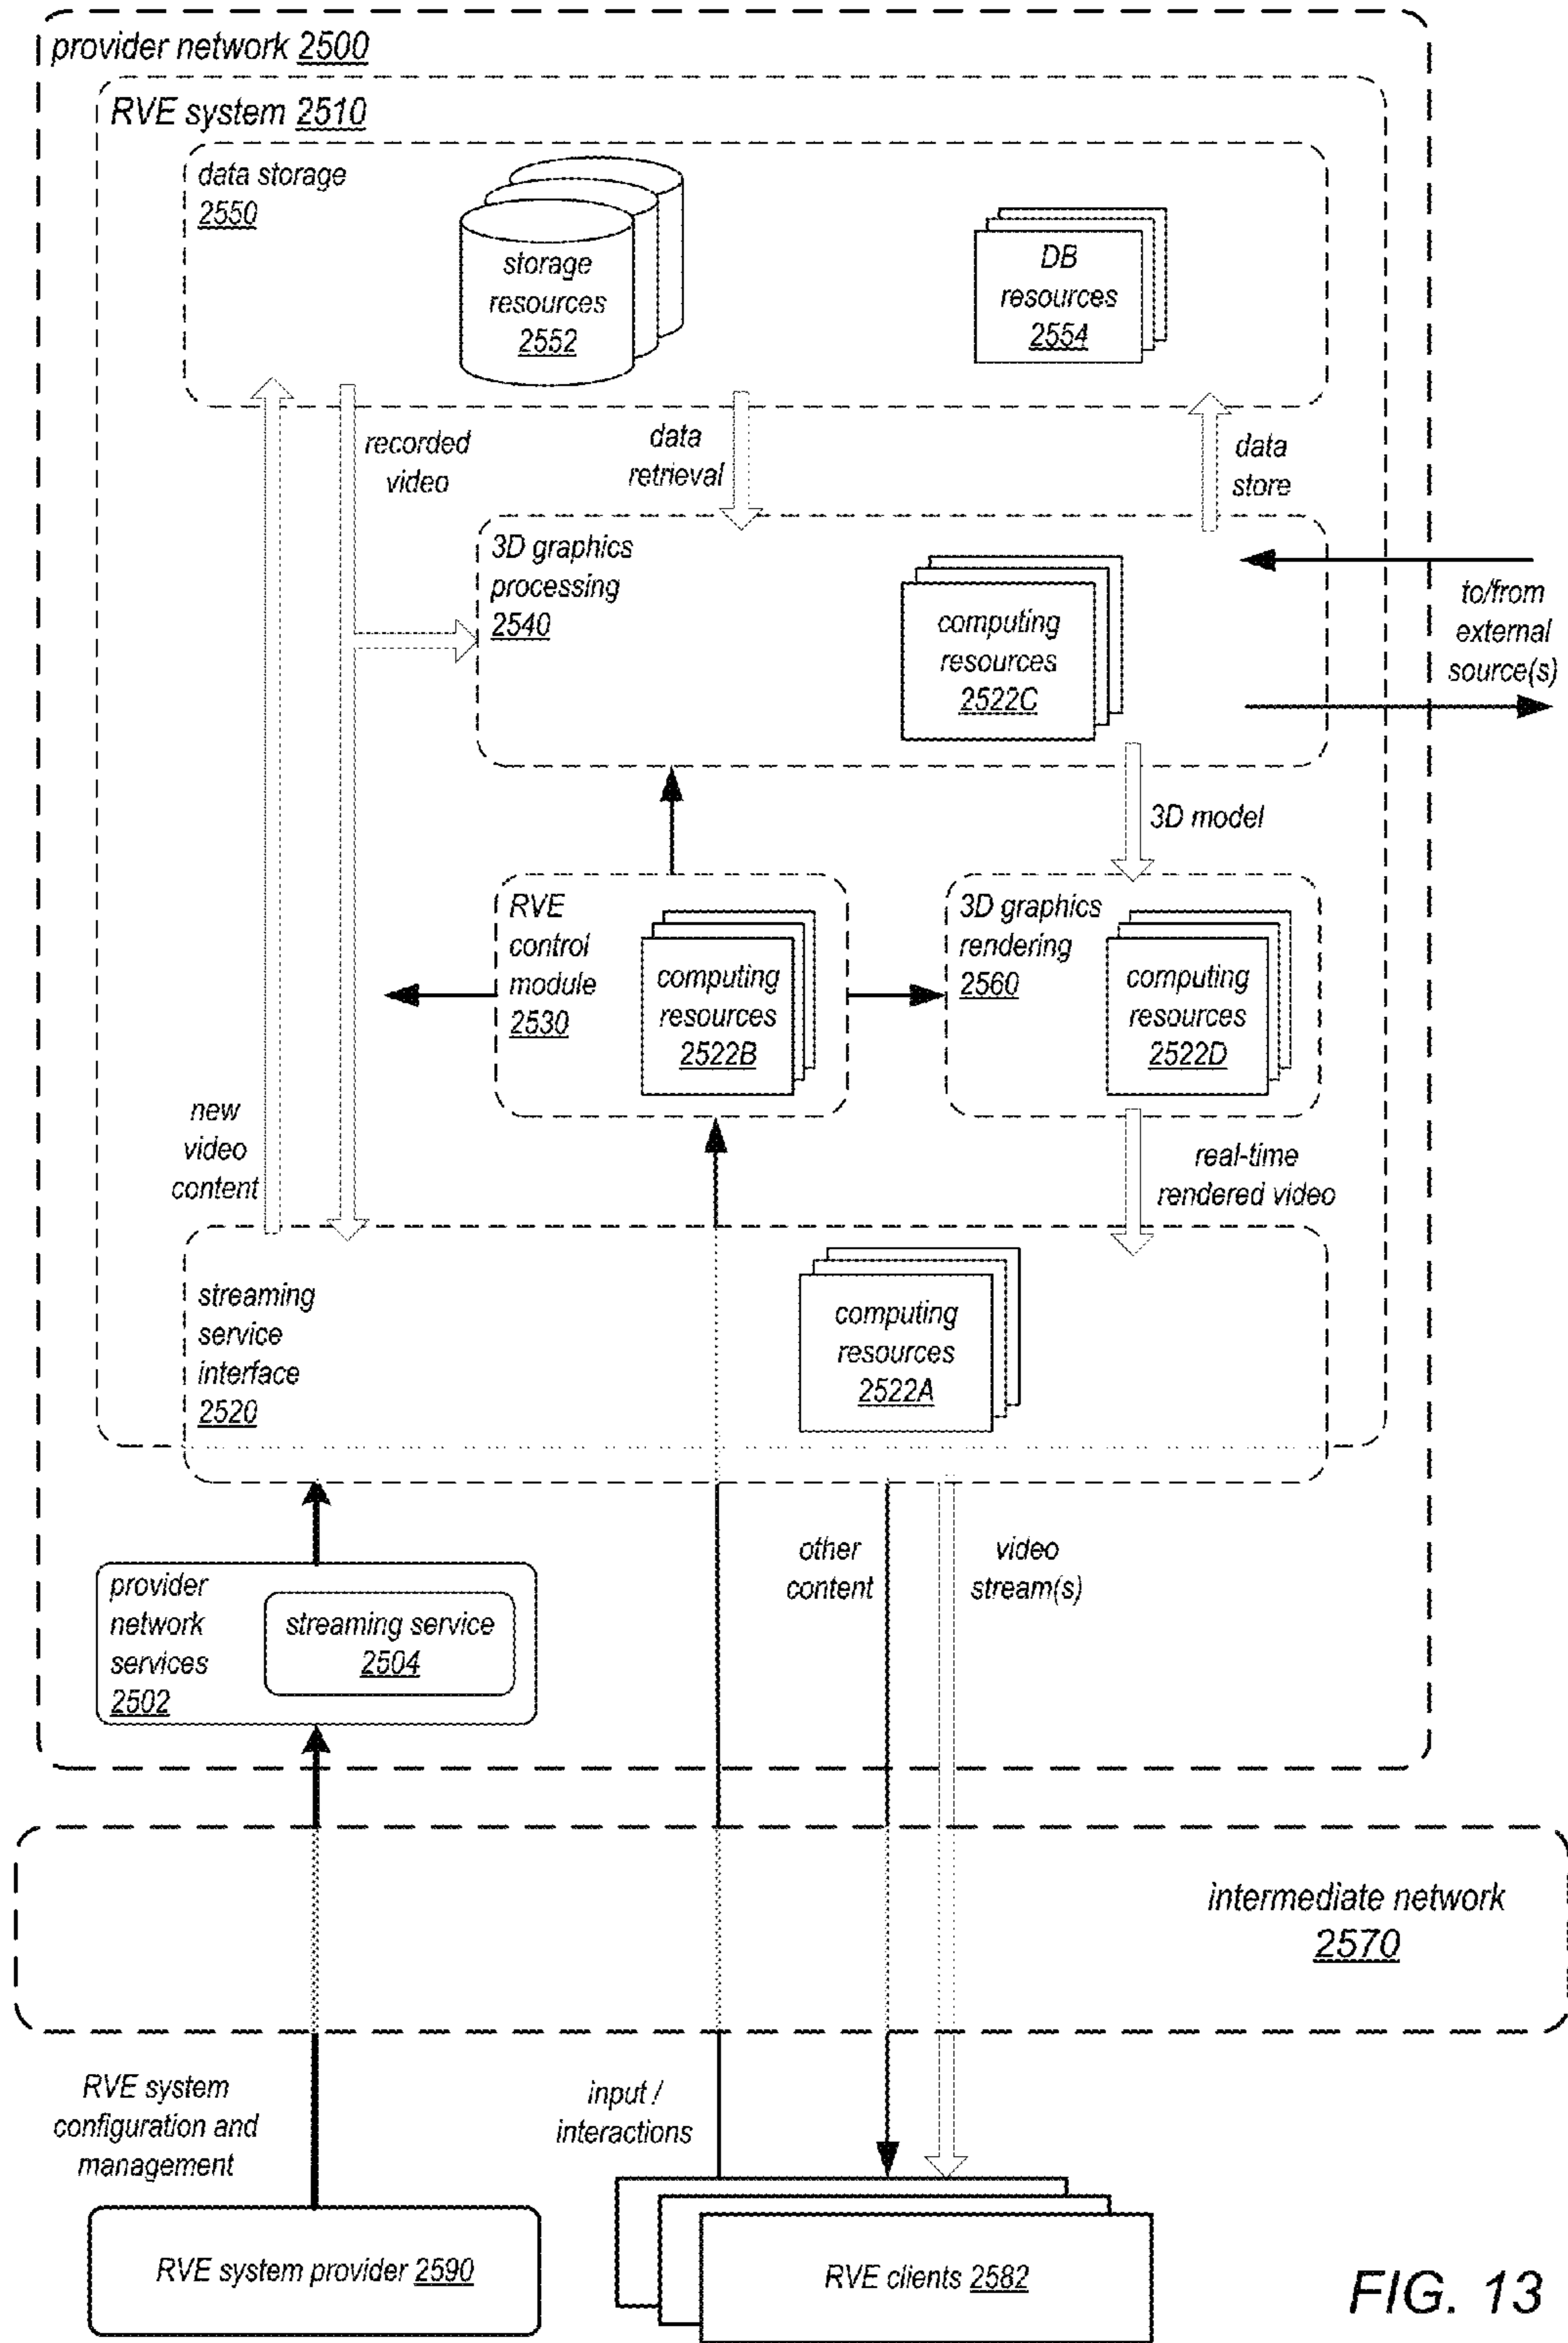 provider network 2500
RVE system 2510
data storage
2550
storage
resources
2552
DB
resources
2554
recorded
video
data
retrieval
data
store
3D graphics
processing
2540
computing
resources
2522C
to/from
external
source(s)
3D model
RVE
control
module
2530
computing
resources
2522B
3D graphics
rendering
2560
computing
resources
2522D
new
video
content
real-time
rendered video
streaming
service
interface
2520
computing
resources
2522A
provider
network
services
2502
streaming service
2504
other
content
video
stream(s)
intermediate network
2570
RVE system
configuration and
management
input /
interactions
RVE system provider 2590
RVE clients 2582
FIG. 13